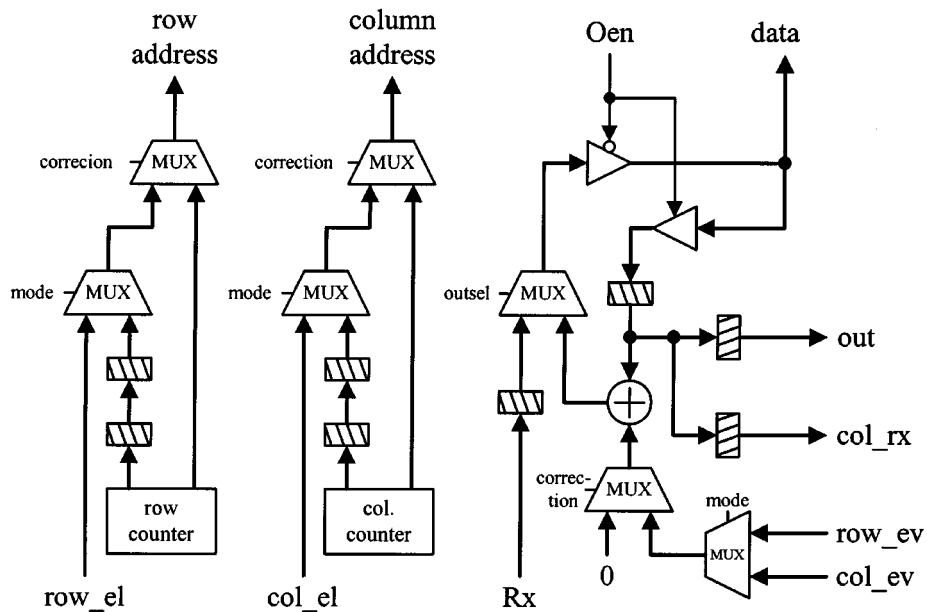 row
address
column
address
Oen
data
correcion
MUX
correction
MUX
mode
MUX
mode
MUX
outsel
MUX
out
col_rx
correc-
tion
MUX
mode
MUX
row_ev
col_ev
row
counter
col.
counter
0
row_el
col_el
Rx